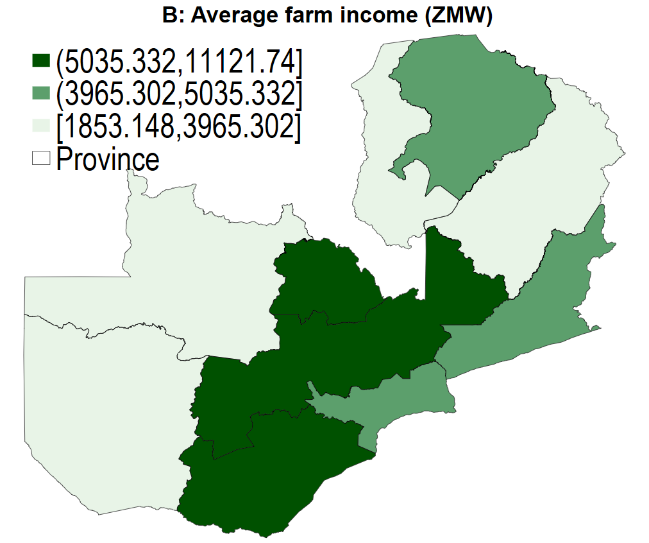 B: Average farm income (ZMW)
(5035.332,11121.74]
(3965.302,5035.332]
[1853.148,3965.302]
Province